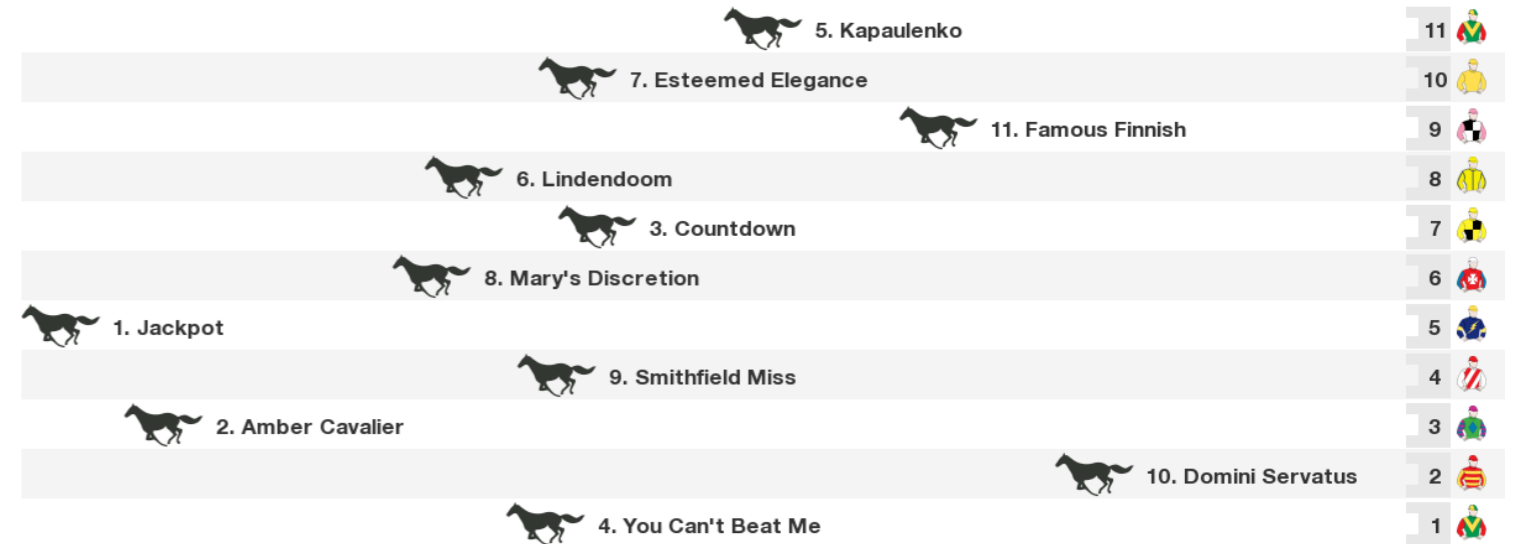 5. Kapaulenko 11
7. Esteemed Elegance 10
11. Famous Finnish 9
6. Lindendoom 8
3. Countdown 7
8. Mary's Discretion 6
1. Jackpot 5
9. Smithfield Miss 4
2. Amber Cavalier 3
10. Domini Servatus 2
4. You Can't Beat Me 1